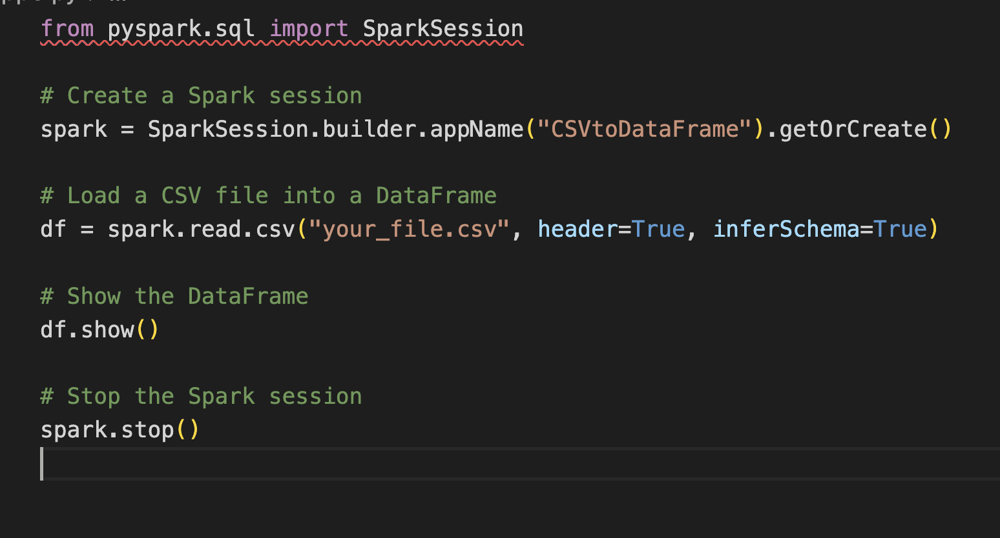 from pyspark.sql import SparkSession
# Create a Spark session
spark = SparkSession.builder.appName("CSVtoDataFrame").getOrCreate()
# Load a CSV file into a DataFrame
df = spark.read.csv("your_file.csv", header=True, inferSchema=True)
# Show the DataFrame
df.show()
# Stop the Spark session
spark.stop()